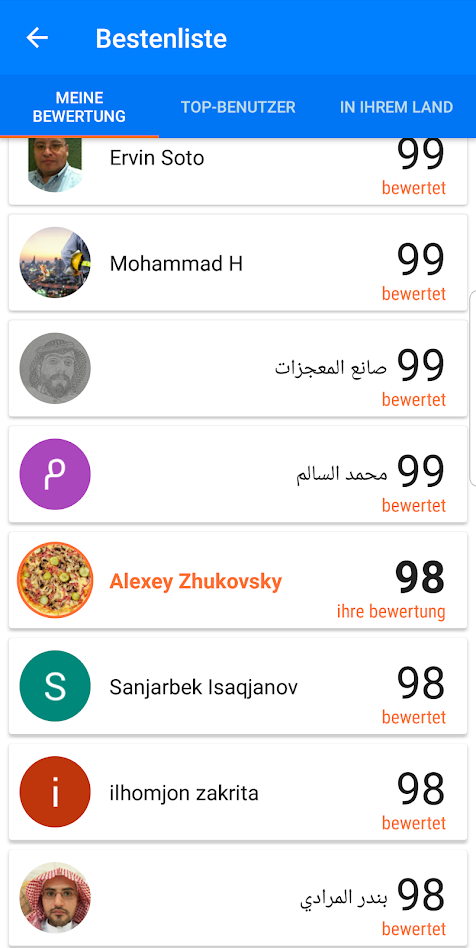 Bestenliste
MEINE
BEWERTUNG
TOP-BENUTZER
IN IHREM LAND
Ervin Soto
99
bewertet
Mohammad H
99
bewertet
صانع المعجزات
99
bewertet
م
محمد السالم
99
bewertet
Alexey Zhukovsky
98
ihre bewertung
S
Sanjarbek Isaqjanov
98
bewertet
i
ilhomjon zakrita
98
bewertet
بندر المرادي
98
bewertet